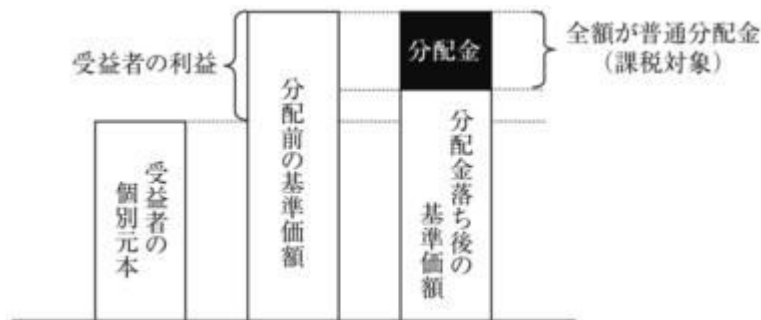 受益者の利益
分配金
全額が普通分配金
（課税対象）
受益者の
個別元本
分配前の基準価額
分配金落ち後の
基準価額